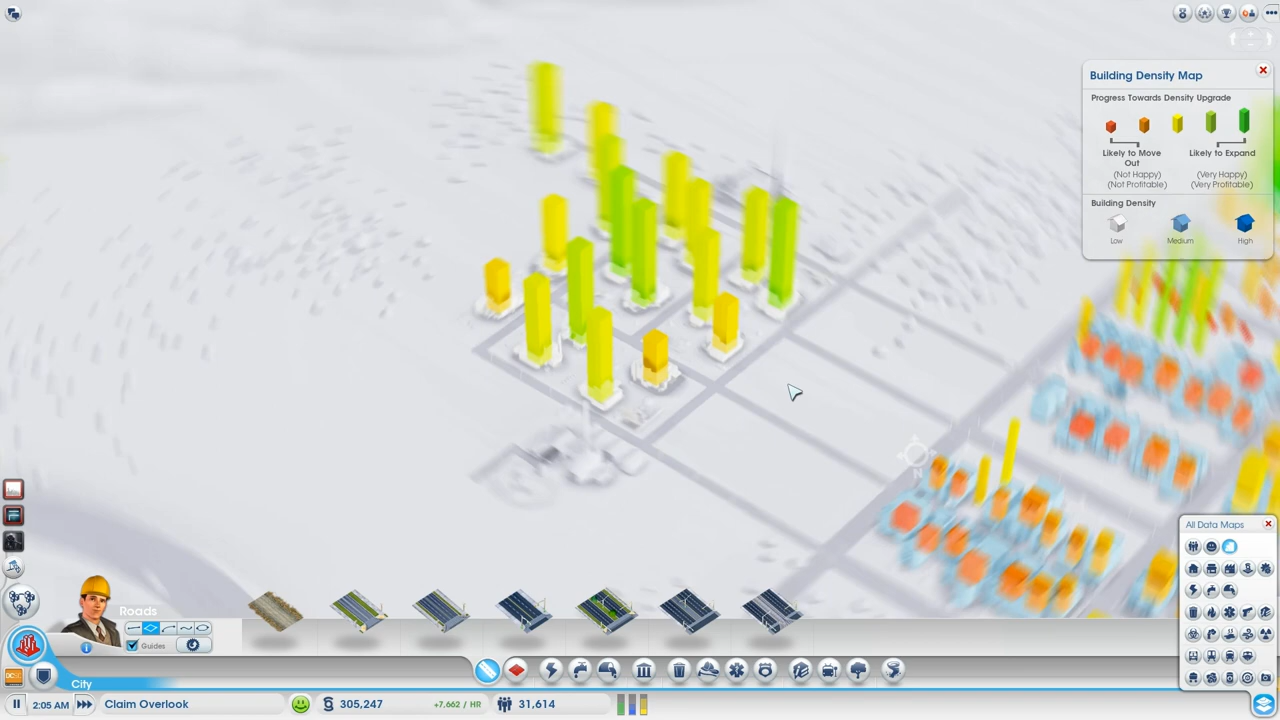 Building Density Map
Progress Towards Density Upgrade
Likely to Move Out
Likely to Expand
(Not Happy)
(Very Happy)
(Not Profitable)
(Very Profitable)
Building Density
Low
Medium
High
N
All Data Maps
Roads
Guides
City
2:05 AM
Claim Overlook
305,247
+7,662 / HR
31,614